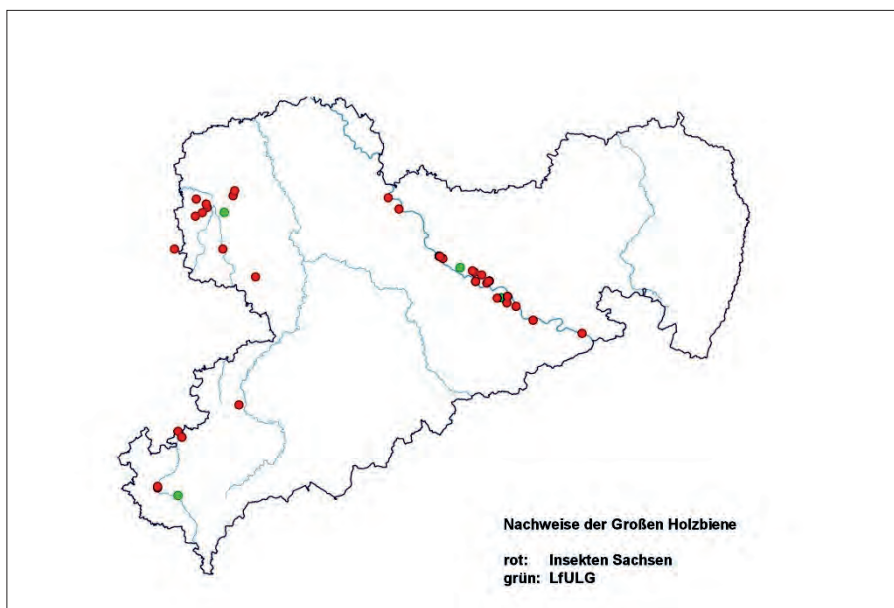 Nachweise der Großen Holzbiene
rot: Insekten Sachsen
grün: LfULG